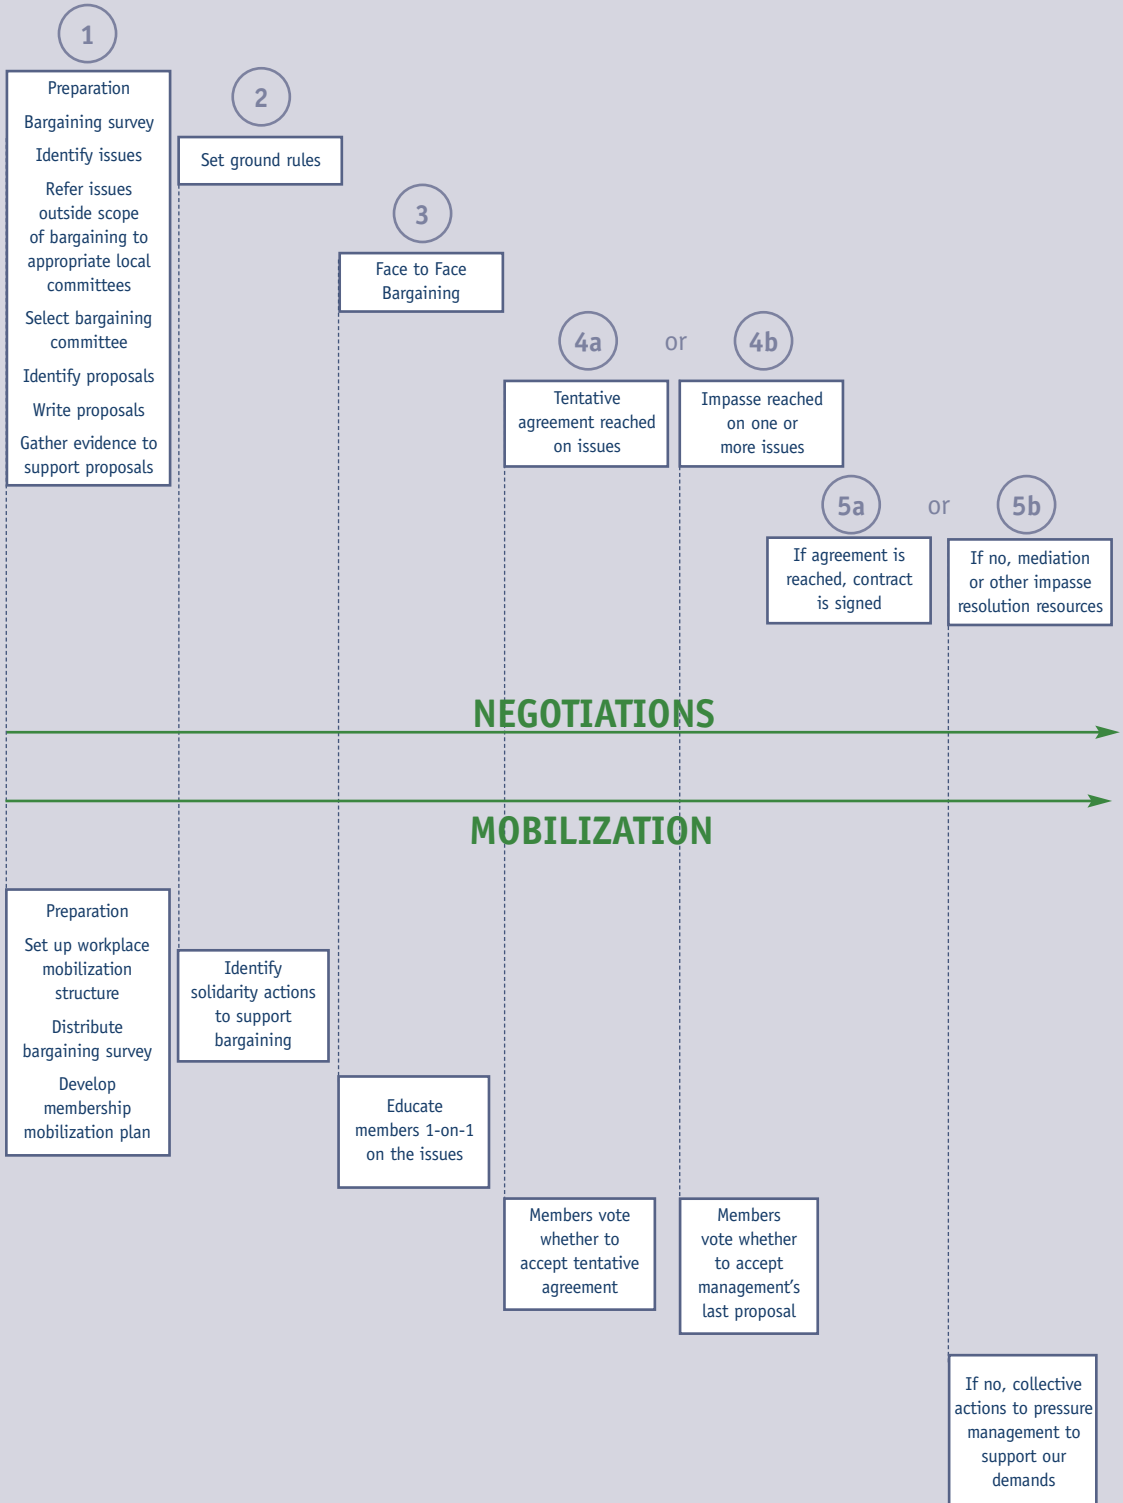 1
Preparation
Bargaining survey
Identify issues
Refer issues
outside scope
of bargaining to
appropriate local
committees
Select bargaining
committee
Identify proposals
Write proposals
Gather evidence to
support proposals
2
Set ground rules
3
Face to Face
Bargaining
4a or 4b
Tentative
agreement reached
on issues
Impasse reached
on one or
more issues
5a or 5b
If agreement is
reached, contract
is signed
If no, mediation
or other impasse
resolution resources
NEGOTIATIONS
MOBILIZATION
Preparation
Set up workplace
mobilization
structure
Distribute
bargaining survey
Develop
membership
mobilization plan
Identify
solidarity actions
to support
bargaining
Educate
members 1-on-1
on the issues
Members vote
whether to
accept tentative
agreement
Members
vote whether
to accept
management's
last proposal
If no, collective
actions to pressure
management to
support our
demands